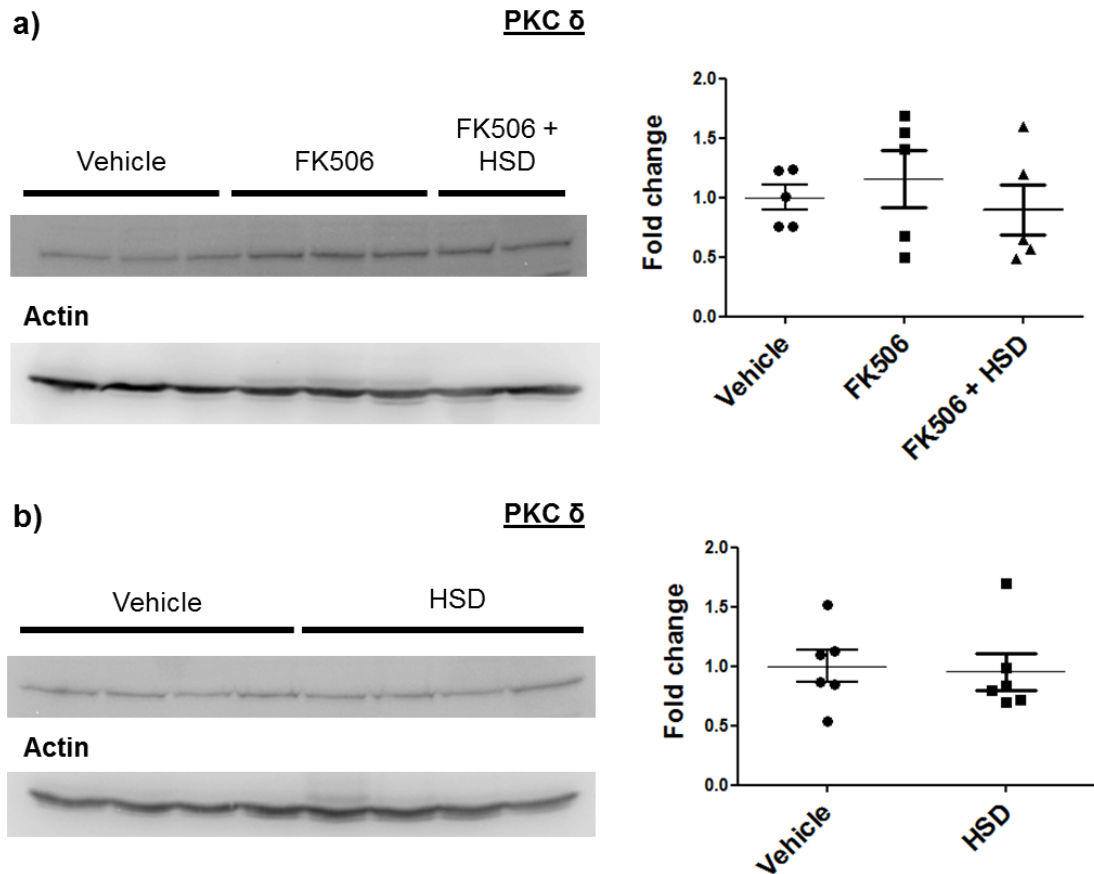 a)
PKC δ
Vehicle
FK506
FK506 +
HSD
Actin
2.0
1.5
1.0
0.5
0.0
Fold change
Vehicle
FK506
FK506 + HSD
b)
PKC δ
Vehicle
HSD
Actin
2.0
1.5
1.0
0.5
0.0
Fold change
Vehicle
HSD